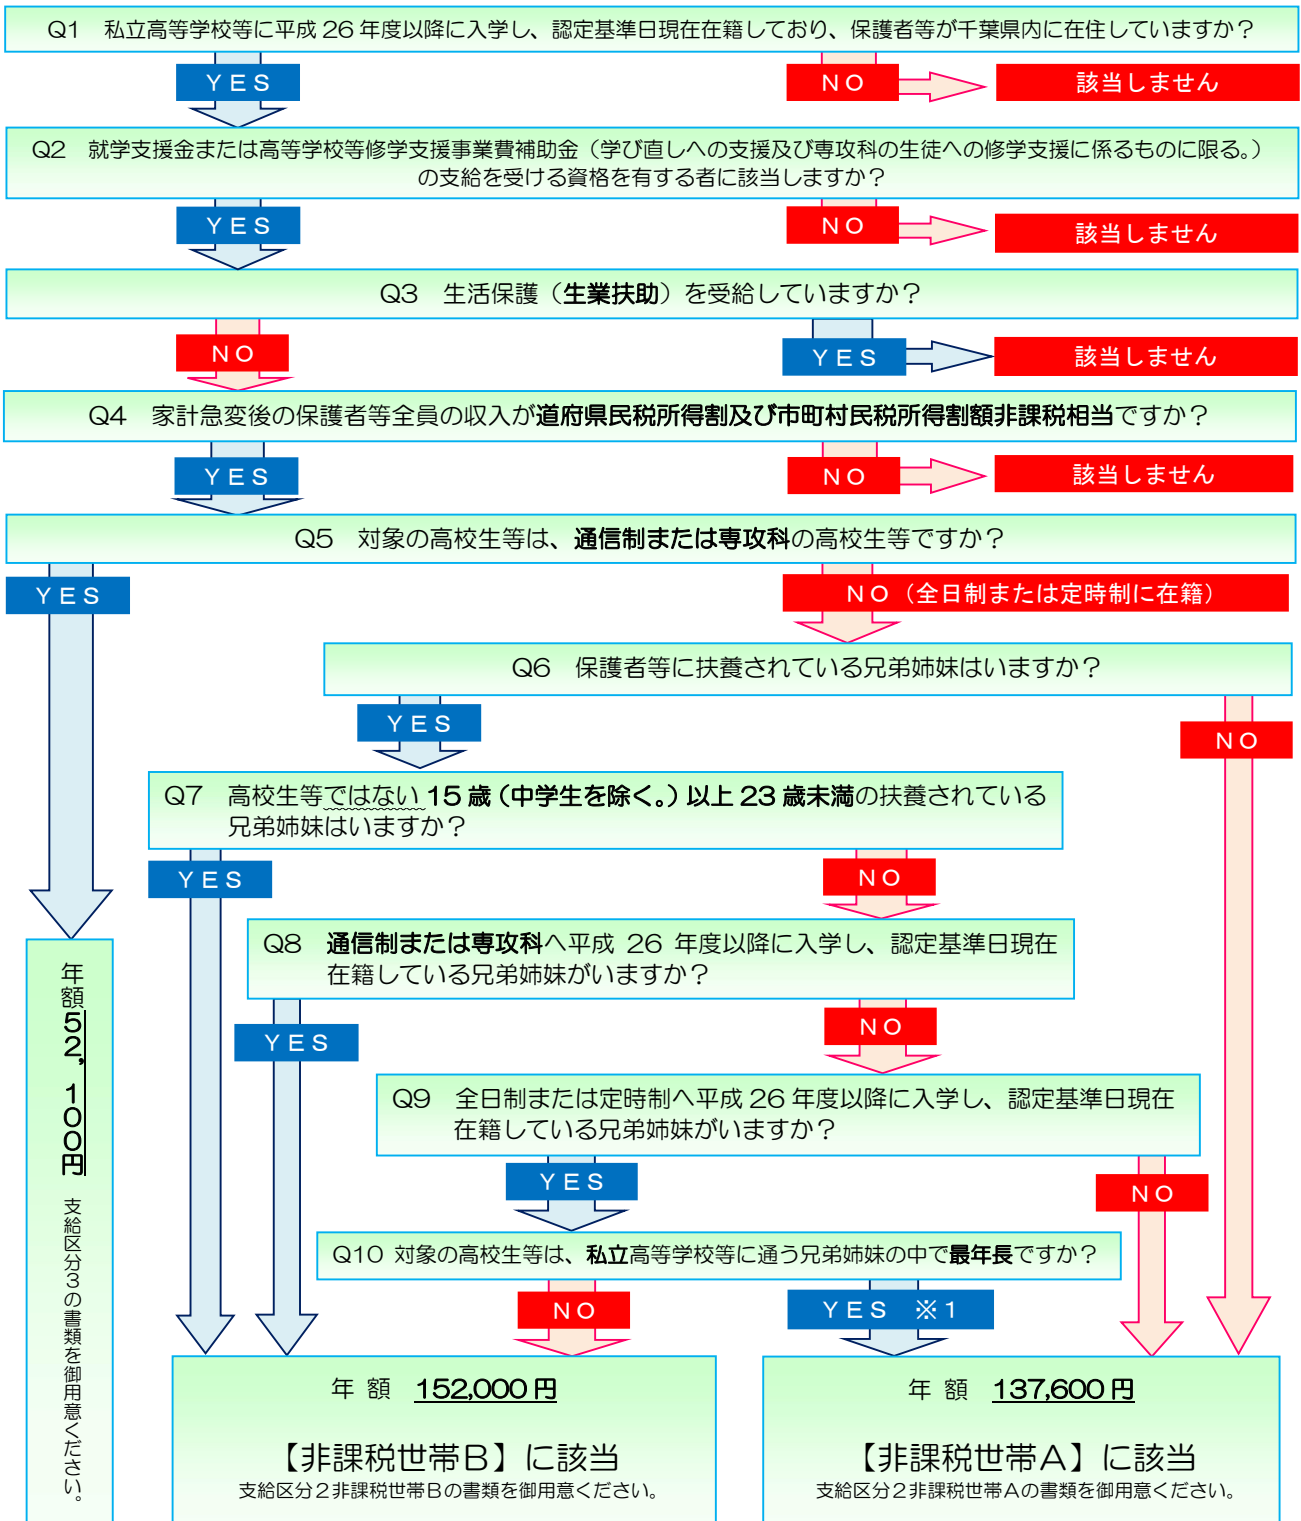 Q1　私立高等学校等に平成 26 年度以降に入学し、認定基準日現在在籍しており、保護者等が千葉県内に在住していますか？
ＹＥＳ
ＮＯ
該当しません
Q2　就学支援金または高等学校等修学支援事業費補助金（学び直しへの支援及び専攻科の生徒への修学支援に係るものに限る。）
の支給を受ける資格を有する者に該当しますか？
ＹＥＳ
ＮＯ
該当しません
Q3　生活保護（生業扶助）を受給していますか？
ＮＯ
ＹＥＳ
該当しません
Q4　家計急変後の保護者等全員の収入が道府県民税所得割及び市町村民税所得割額非課税相当ですか？
ＹＥＳ
ＮＯ
該当しません
Q5　対象の高校生等は、通信制または専攻科の高校生等ですか？
ＹＥＳ
ＮＯ（全日制または定時制に在籍）
Q6　保護者等に扶養されている兄弟姉妹はいますか？
ＹＥＳ
ＮＯ
Q7　高校生等ではない 15 歳（中学生を除く。）以上 23 歳未満の扶養されている
兄弟姉妹はいますか？
ＹＥＳ
ＮＯ
Q8　通信制または専攻科へ平成 26 年度以降に入学し、認定基準日現在
在籍している兄弟姉妹がいますか？
ＹＥＳ
ＮＯ
Q9　全日制または定時制へ平成 26 年度以降に入学し、認定基準日現在
在籍している兄弟姉妹がいますか？
ＹＥＳ
ＮＯ
Q10 対象の高校生等は、私立高等学校等に通う兄弟姉妹の中で最年長ですか？
ＮＯ
ＹＥＳ　※１
年額５２，１００円　支給区分３の書類を御用意ください。
年 額　152,000 円
【非課税世帯Ｂ】に該当
支給区分２非課税世帯Ｂの書類を御用意ください。
年 額　137,600 円
【非課税世帯Ａ】に該当
支給区分２非課税世帯Ａの書類を御用意ください。